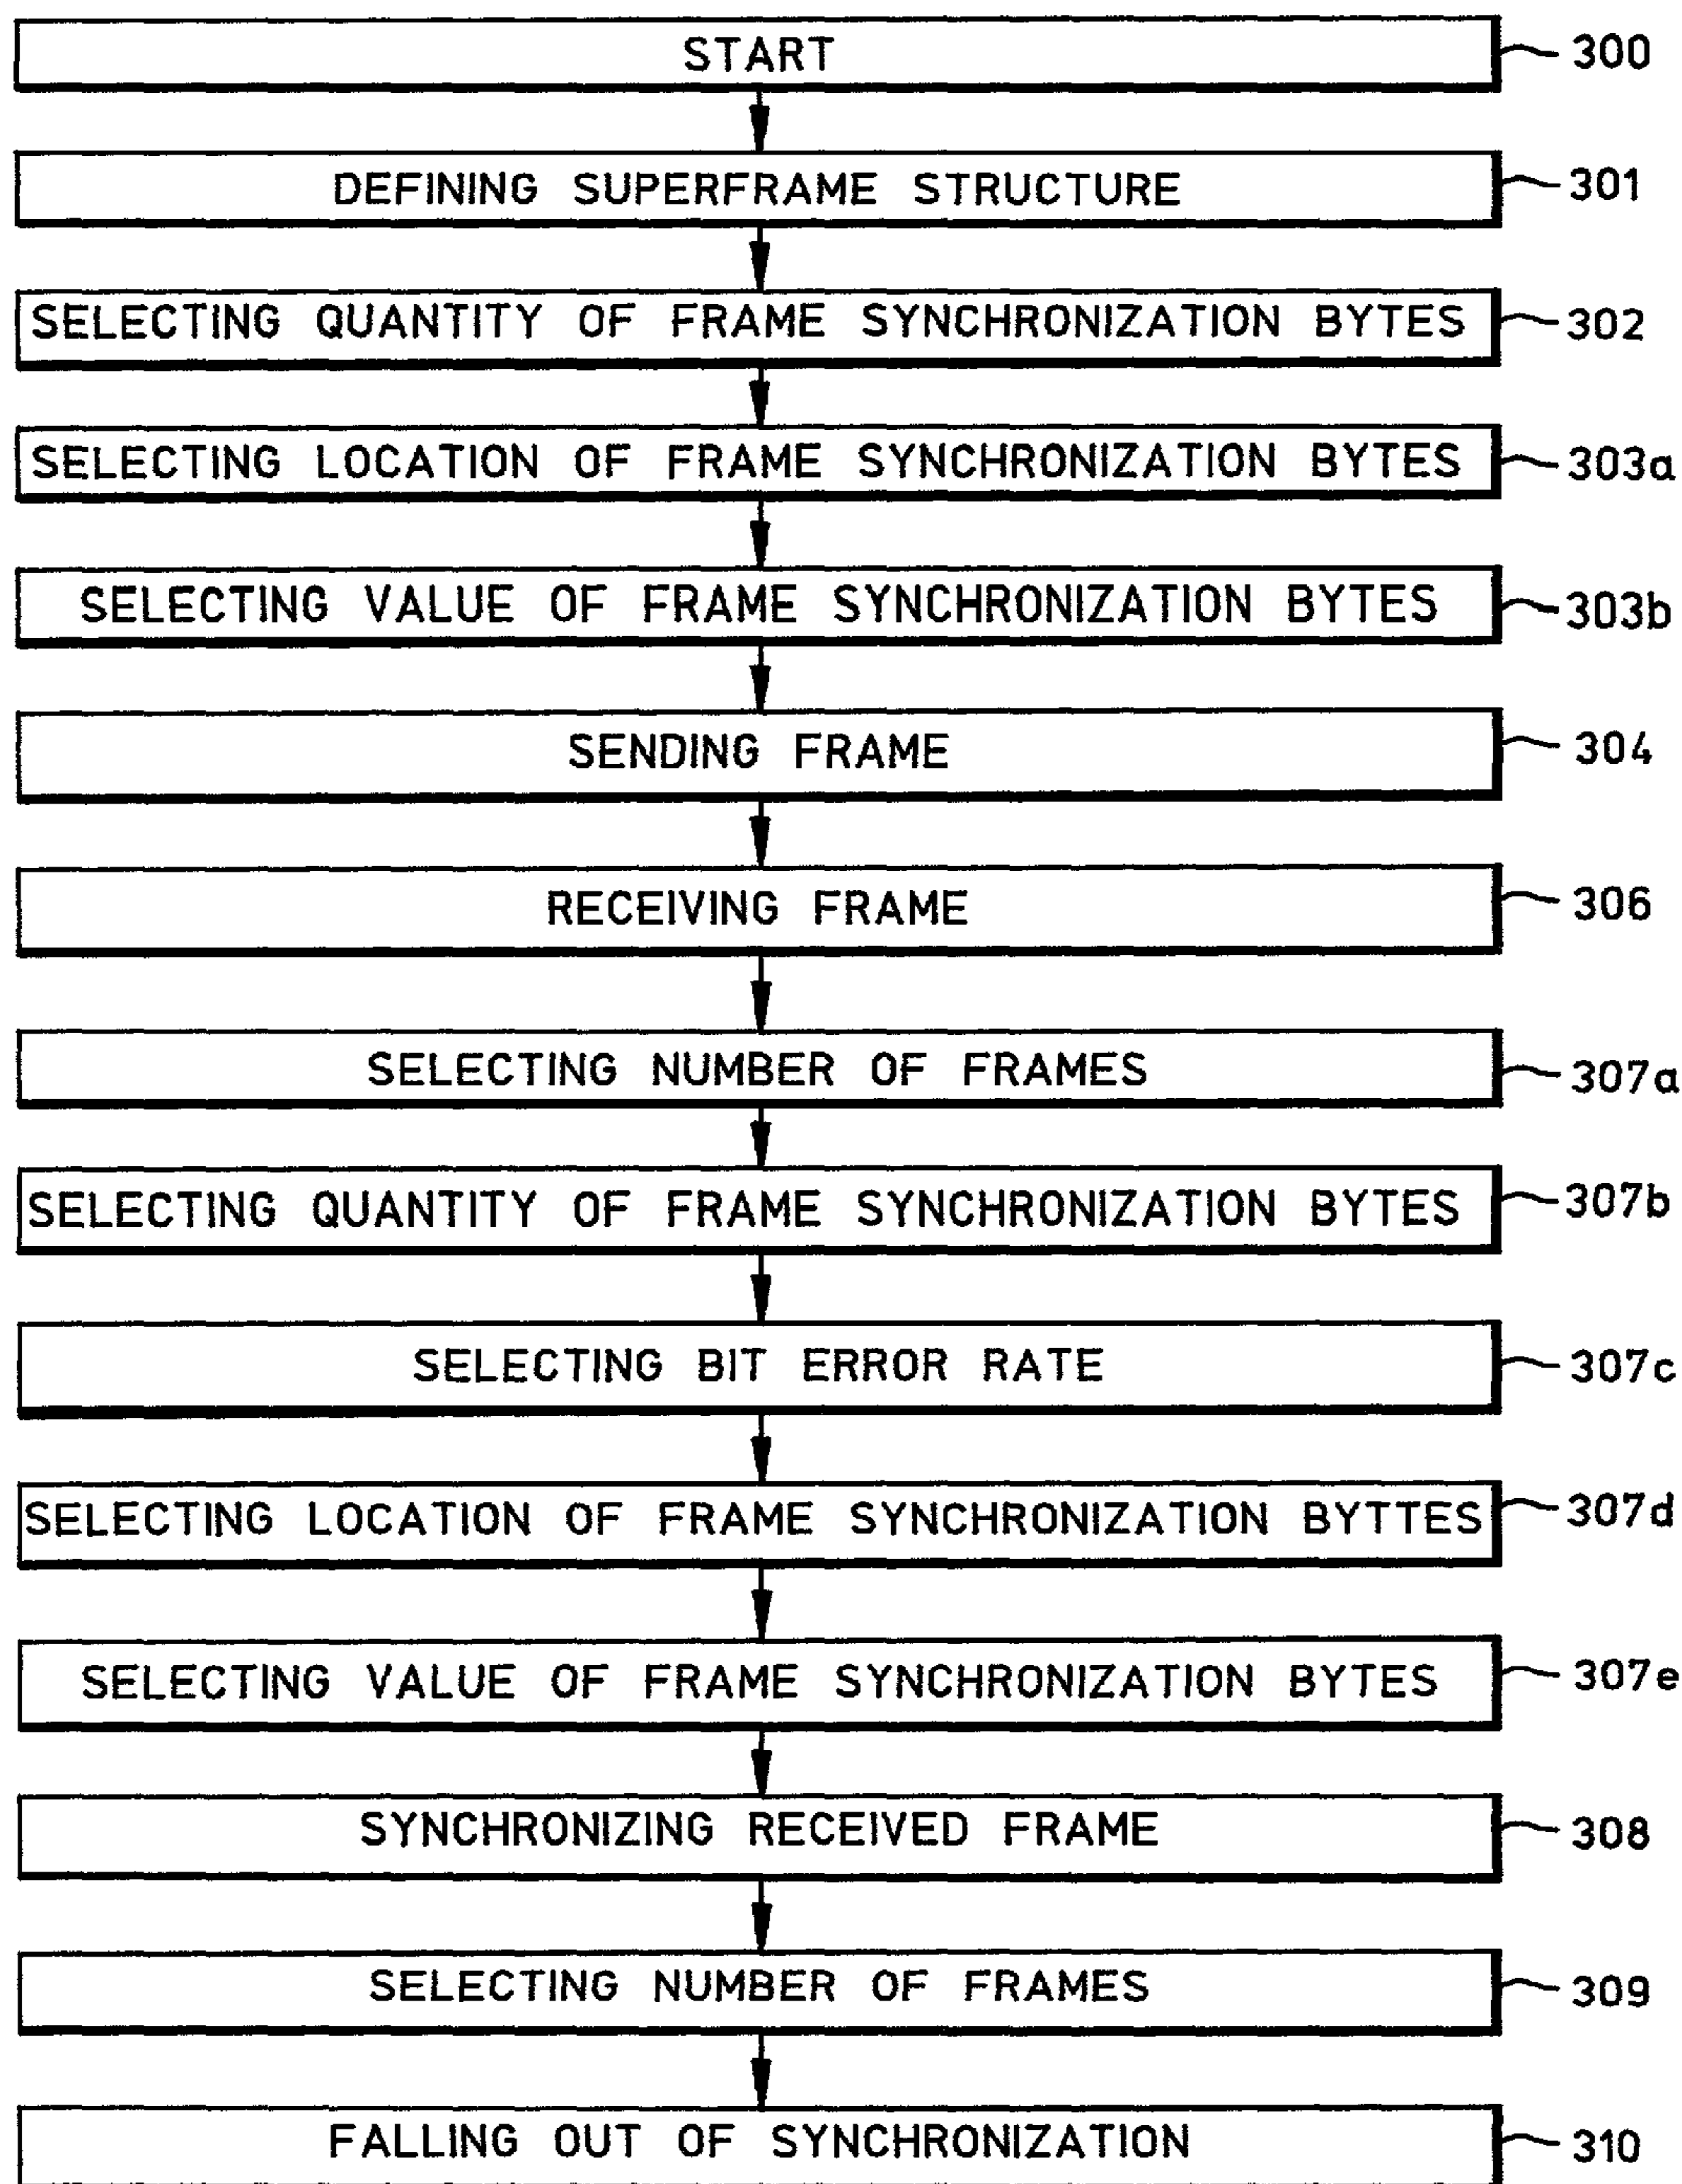 START 300
DEFINING SUPERFRAME STRUCTURE 301
SELECTING QUANTITY OF FRAME SYNCHRONIZATION BYTES 302
SELECTING LOCATION OF FRAME SYNCHRONIZATION BYTES 303a
SELECTING VALUE OF FRAME SYNCHRONIZATION BYTES 303b
SENDING FRAME 304
RECEIVING FRAME 306
SELECTING NUMBER OF FRAMES 307a
SELECTING QUANTITY OF FRAME SYNCHRONIZATION BYTES 307b
SELECTING BIT ERROR RATE 307c
SELECTING LOCATION OF FRAME SYNCHRONIZATION BYTTES 307d
SELECTING VALUE OF FRAME SYNCHRONIZATION BYTES 307e
SYNCHRONIZING RECEIVED FRAME 308
SELECTING NUMBER OF FRAMES 309
FALLING OUT OF SYNCHRONIZATION 310